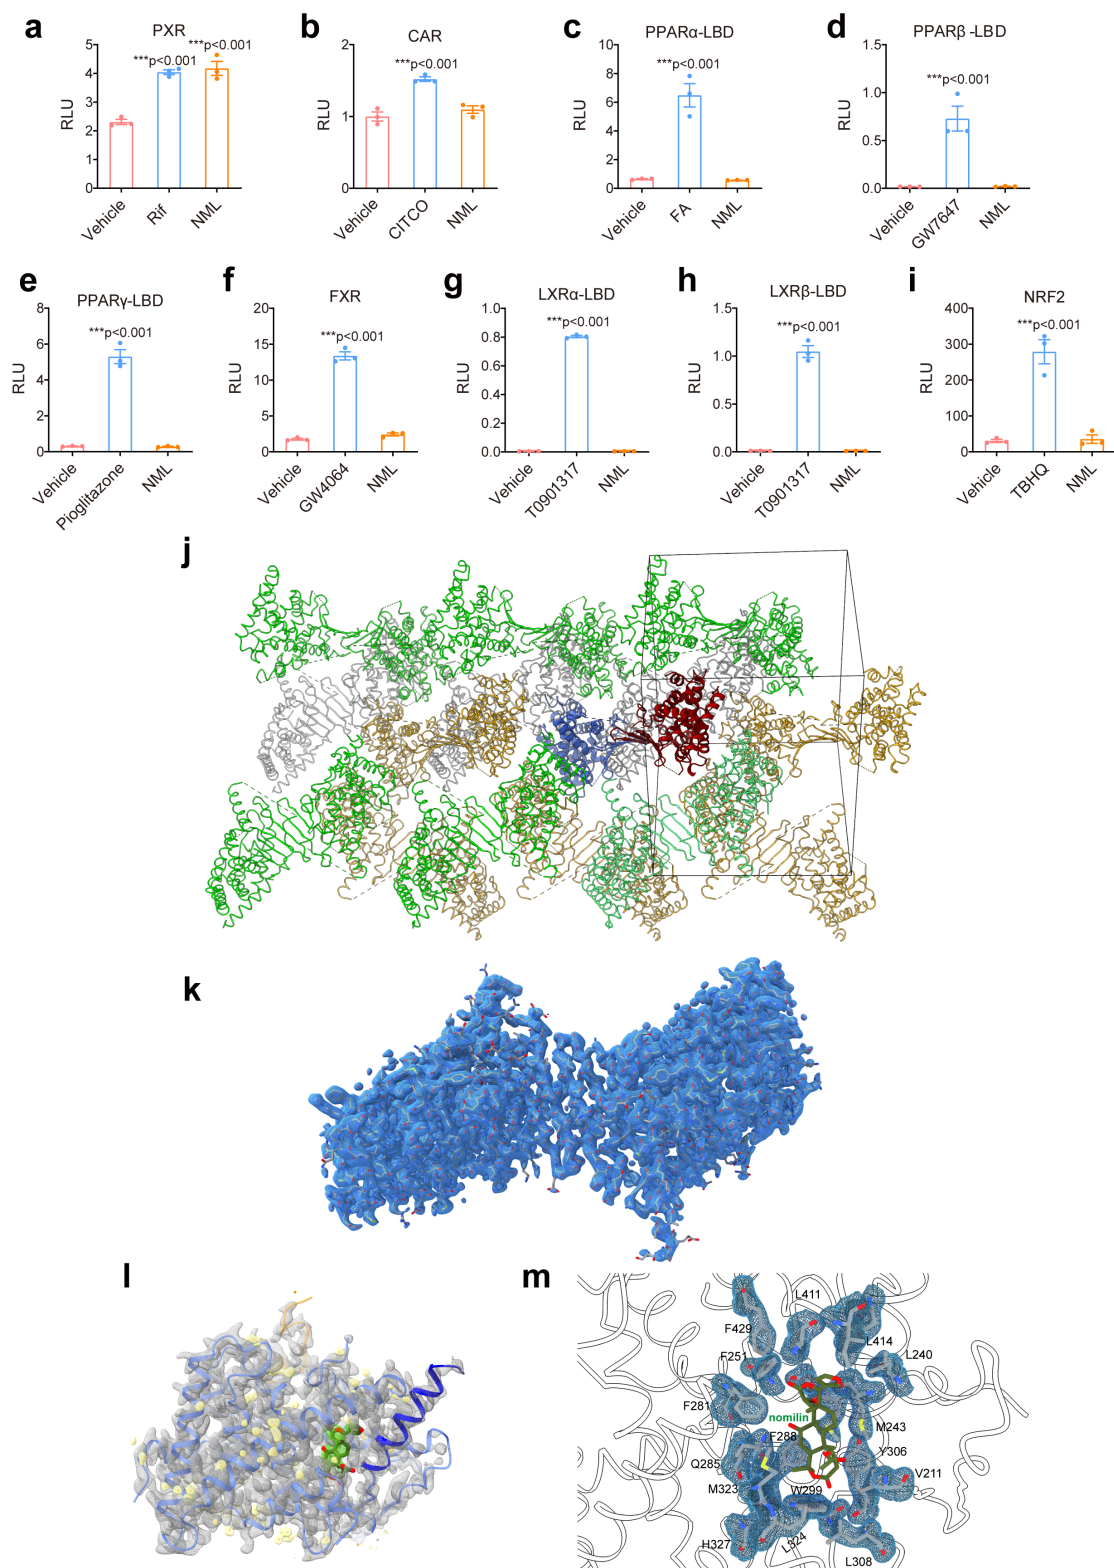 a
PXR
***p<0.001
***p<0.001
RLU
5
4
3
2
1
0
Vehicle
Rif
NML
b
CAR
***p<0.001
RLU
2
1
0
Vehicle
CITCO
NML
c
PPARα-LBD
***p<0.001
RLU
10
8
6
4
2
0
Vehicle
FA
NML
d
PPARβ -LBD
***p<0.001
RLU
1.5
1.0
0.5
0.0
Vehicle
GW7647
NML
e
PPARγ-LBD
***p<0.001
RLU
8
6
4
2
0
Vehicle
Pioglitazone
NML
f
FXR
***p<0.001
RLU
20
15
10
5
0
Vehicle
GW4064
NML
g
LXRα-LBD
***p<0.001
RLU
1.0
0.8
0.6
0.4
0.2
0.0
Vehicle
T0901317
NML
h
LXRβ-LBD
***p<0.001
RLU
1.5
1.0
0.5
0.0
Vehicle
T0901317
NML
i
NRF2
***p<0.001
RLU
400
300
200
100
0
Vehicle
TBHQ
NML
j
k
l
m
L411
F429
L414
F251
L240
F281
nomilin
M243
F288
Y306
Q285
V211
M323
W299
H327
L324
L308